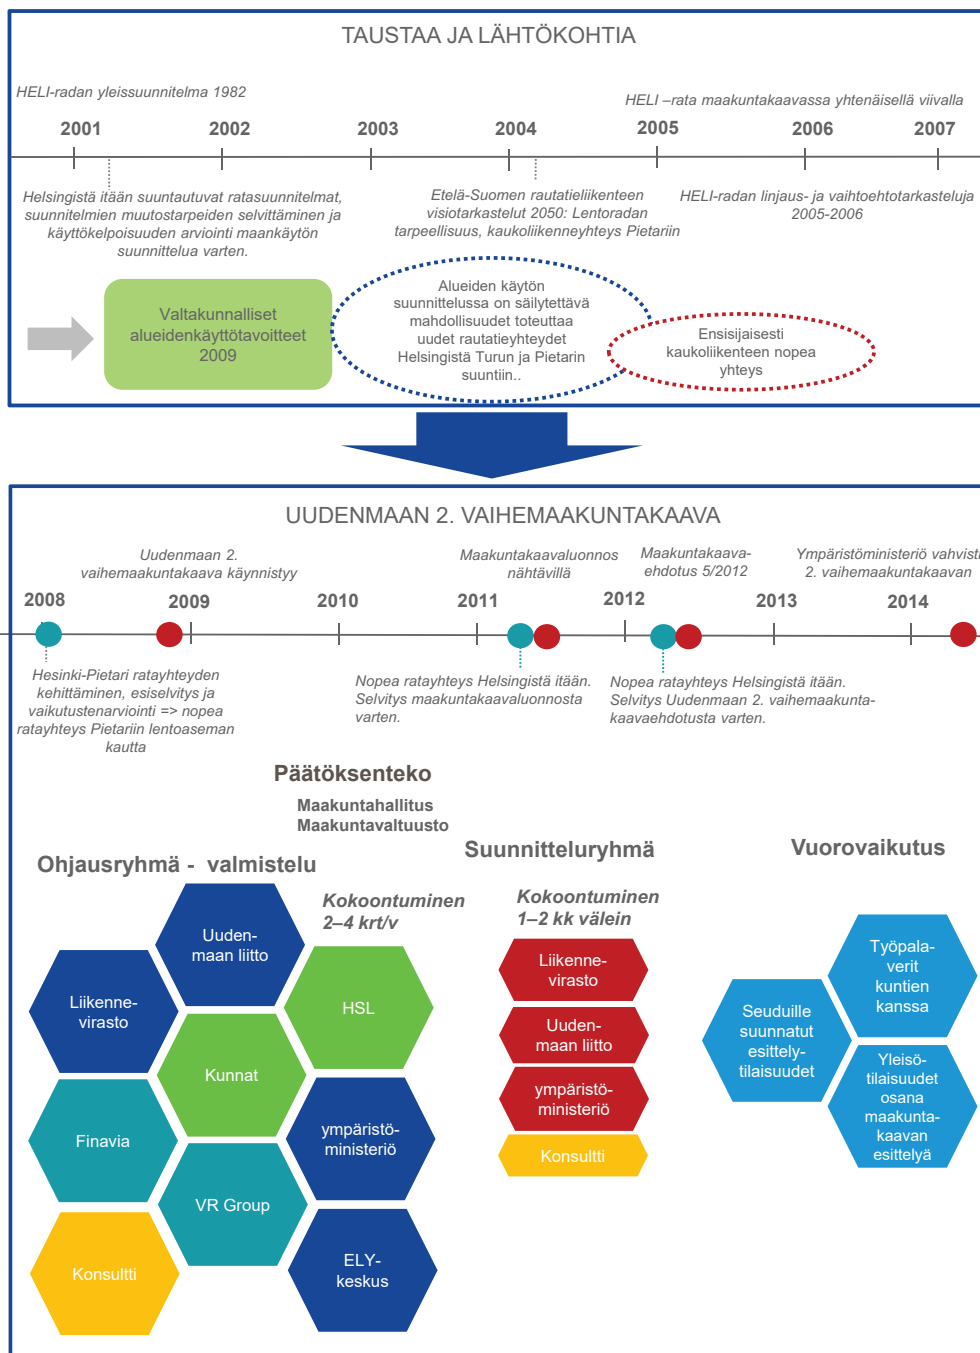 TAUSTAA JA LÄHTÖKOHTIA
HELI-radan yleissuunnitelma 1982
HELI –rata maakuntakaavassa yhtenäisellä viivalla
2001 2002 2003 2004 2005 2006 2007
Helsingistä itään suuntautuvat ratasuunnitelmat,
suunnitelmien muutostarpeiden selvittäminen ja
käyttökelpoisuuden arviointi maankäytön
suunnittelua varten.
Etelä-Suomen rautatieliikenteen
visiotarkastelut 2050: Lentoradan
tarpeellisuus, kaukoliikenneyhteys Pietariin
HELI-radan linjaus- ja vaihtoehtotarkasteluja
2005-2006
Valtakunnalliset
alueidenkäyttötavoitteet
2009
Alueiden käytön
suunnittelussa on säilytettävä
mahdollisuudet toteuttaa
uudet rautatieyhteydet
Helsingistä Turun ja Pietarin
suuntiin..
Ensisijaisesti
kaukoliikenteen nopea
yhteys
UUDENMAAN 2. VAIHEMAAKUNTAKAAVA
Uudenmaan 2.
vaihemaakuntakaava käynnistyy
Maakuntakaavaluonnos
nähtävillä
Maakuntakaava-
ehdotus 5/2012
Ympäristöministeriö vahvisti
2. vaihemaakuntakaavan
2008 2009 2010 2011 2012 2013 2014
Hesinki-Pietari ratayhteyden
kehittäminen, esiselvitys ja
vaikutustenarviointi => nopea
ratayhteys Pietariin lentoaseman
kautta
Nopea ratayhteys Helsingistä itään.
Selvitys maakuntakaavaluonnosta
varten.
Nopea ratayhteys Helsingistä itään.
Selvitys Uudenmaan 2. vaihemaakunta-
kaavaehdotusta varten.
Päätöksenteko
Maakuntahallitus
Maakuntavaltuusto
Ohjausryhmä - valmistelu
Kokoontuminen
2–4 krt/v
Uuden-
maan liitto
Liikenne-
virasto
HSL
Kunnat
Finavia
ympäristö-
ministeriö
VR Group
Konsultti
ELY-
keskus
Suunnitteluryhmä
Kokoontuminen
1–2 kk välein
Liikenne-
virasto
Uuden-
maan liitto
ympäristö-
ministeriö
Konsultti
Vuorovaikutus
Työpala-
verit
kuntien
kanssa
Seuduille
suunnatut
esittely-
tilaisuudet
Yleisö-
tilaisuudet
osana
maakunta-
kaavan
esittelyä